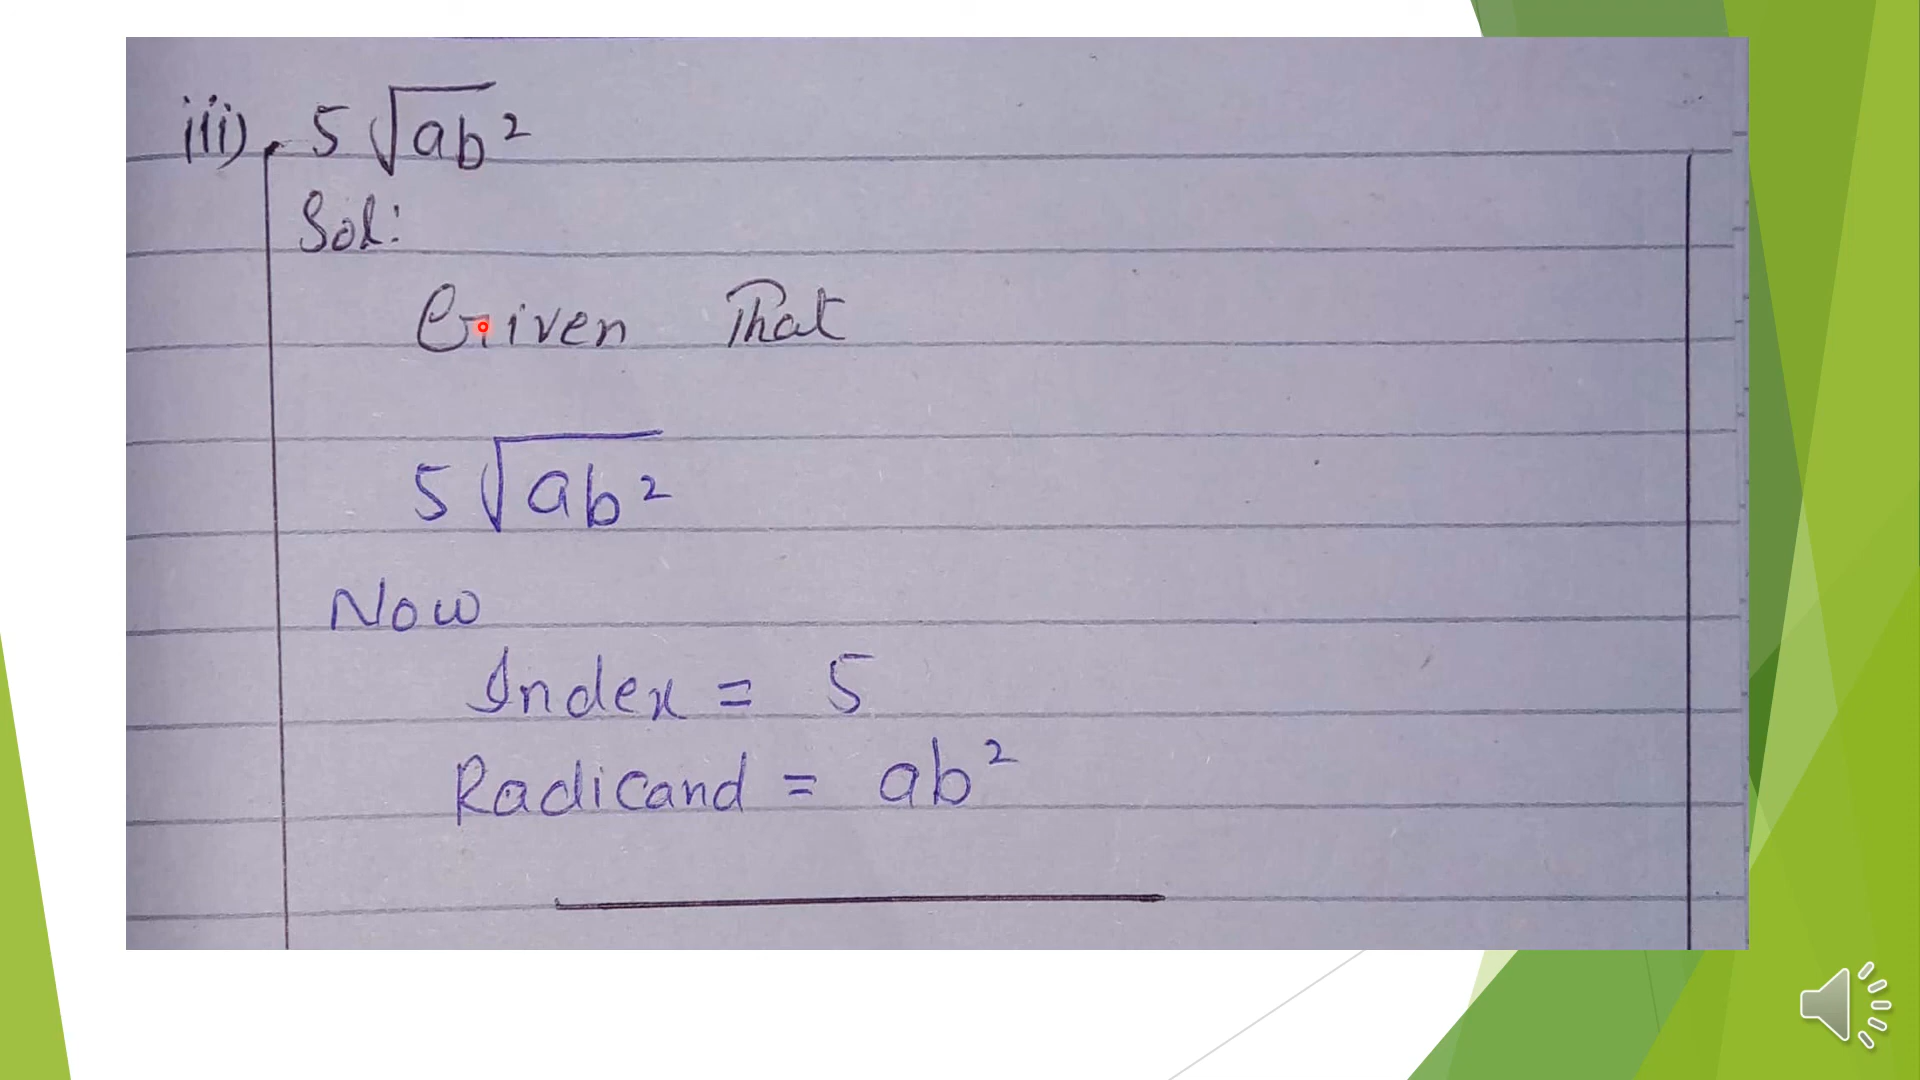 iii). 5√ab²
Sol:
Given That
5√ab²
Now
Index = 5
Radicand = ab²